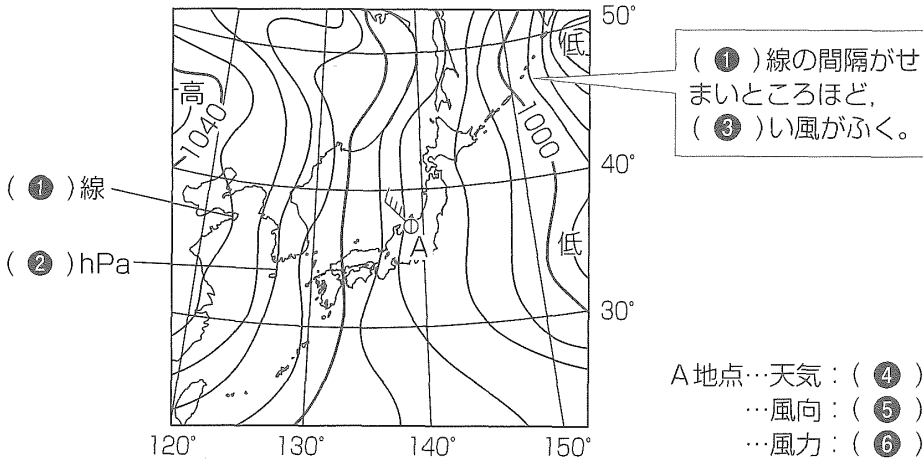 50°
低
高
1040
1000
40°
低
A
30°
120°
130°
140°
150°
(❶)線
(❷)hPa
(❶)線の間隔がせ
まいところほど,
(❸)い風がふく。
A地点…天気:(❹)
…風向:(❺)
…風力:(❻)